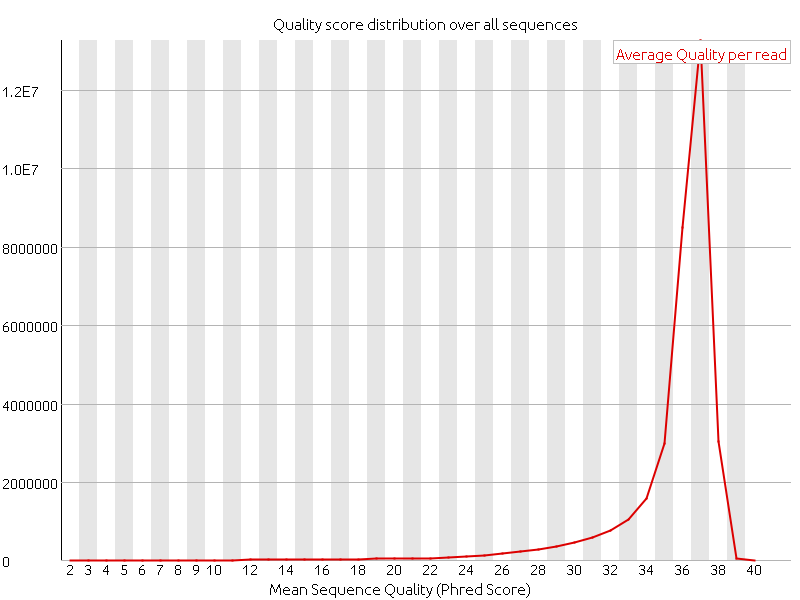 Quality score distribution over all sequences
Average Quality per read
1.2E7
1.0E7
8000000
6000000
4000000
2000000
0
2 3 4 5 6 7 8 9 10 12 14 16 18 20 22 24 26 28 30 32 34 36 38 40
Mean Sequence Quality (Phred Score)